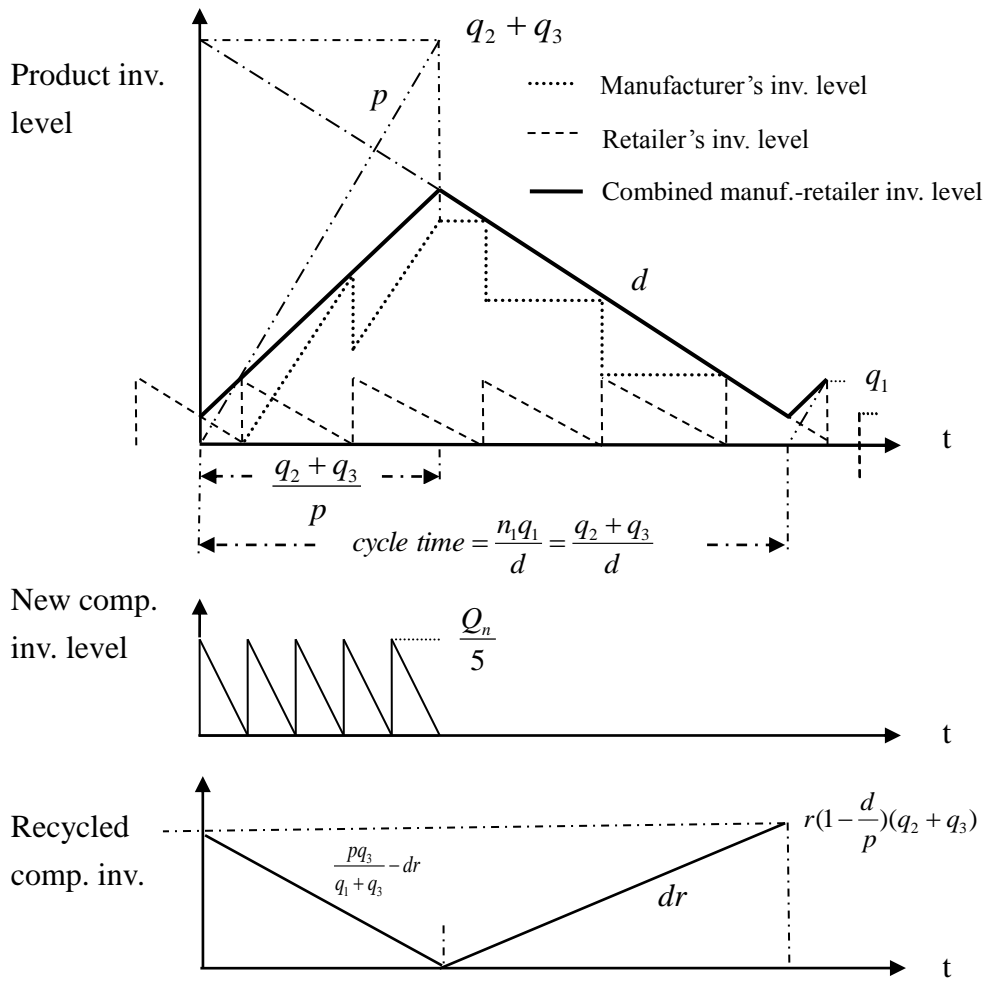 q₂ + q₃
Product inv.
level
p
Manufacturer's inv. level
Retailer's inv. level
Combined manuf.-retailer inv. level
d
q₁
t
(q₂ + q₃)/p
cycle time = n₁q₁/d = (q₂ + q₃)/d
New comp.
inv. level
Qₙ/5
t
Recycled
comp. inv.
pq₃/(q₁ + q₃) − dr
dr
r(1 − d/p)(q₂ + q₃)
t